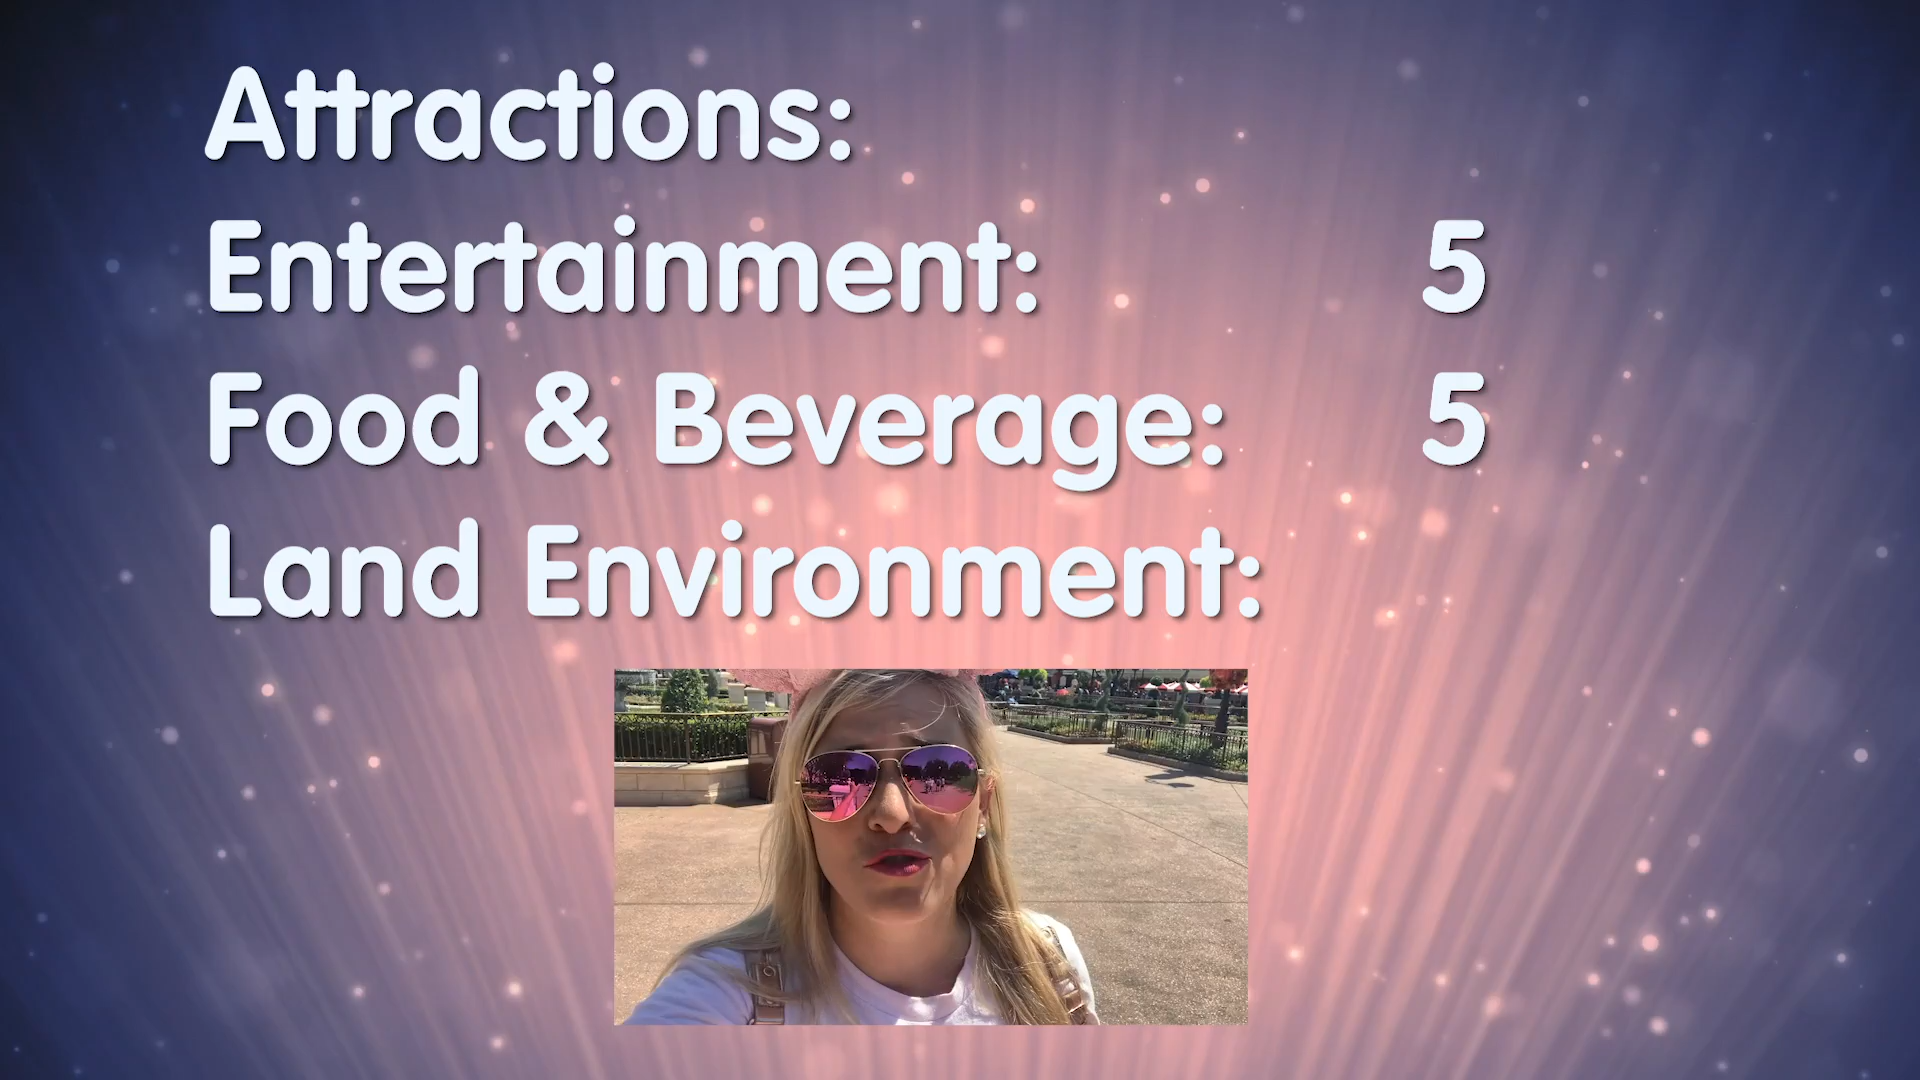 Attractions:
Entertainment: 5
Food & Beverage: 5
Land Environment: